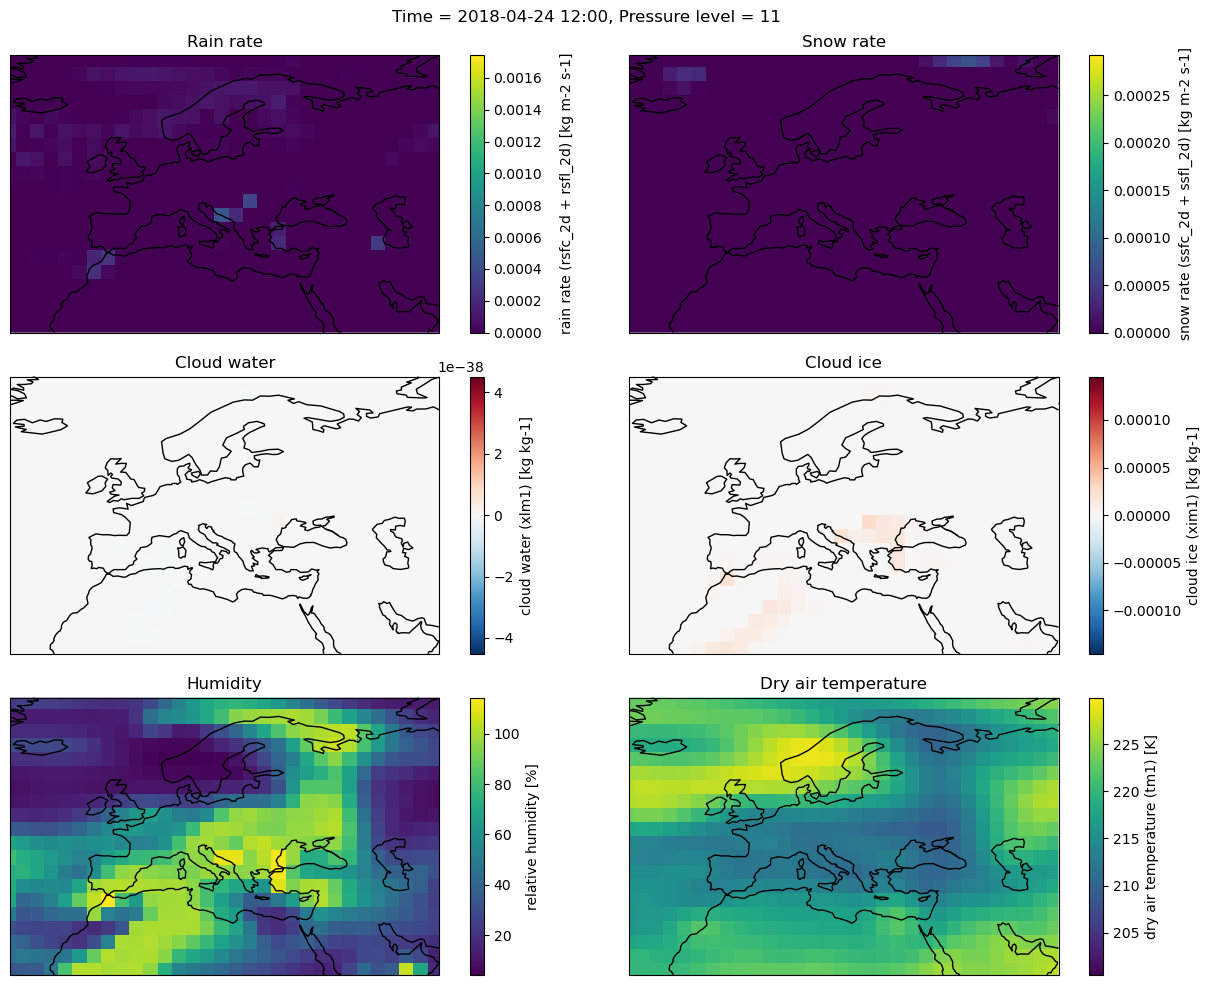 Time = 2018-04-24 12:00, Pressure level = 11
Rain rate
0.0016
0.0014
0.0012
0.0010
0.0008
0.0006
0.0004
0.0002
0.0000
rain rate (rsfc_2d + rsfl_2d) [kg m-2 s-1]
Snow rate
0.00025
0.00020
0.00015
0.00010
0.00005
0.00000
snow rate (ssfc_2d + ssfl_2d) [kg m-2 s-1]
Cloud water
1e−38
4
2
0
−2
−4
cloud water (xlm1) [kg kg-1]
Cloud ice
0.00010
0.00005
0.00000
−0.00005
−0.00010
cloud ice (xim1) [kg kg-1]
Humidity
100
80
60
40
20
relative humidity [%]
Dry air temperature
225
220
215
210
205
dry air temperature (tm1) [K]